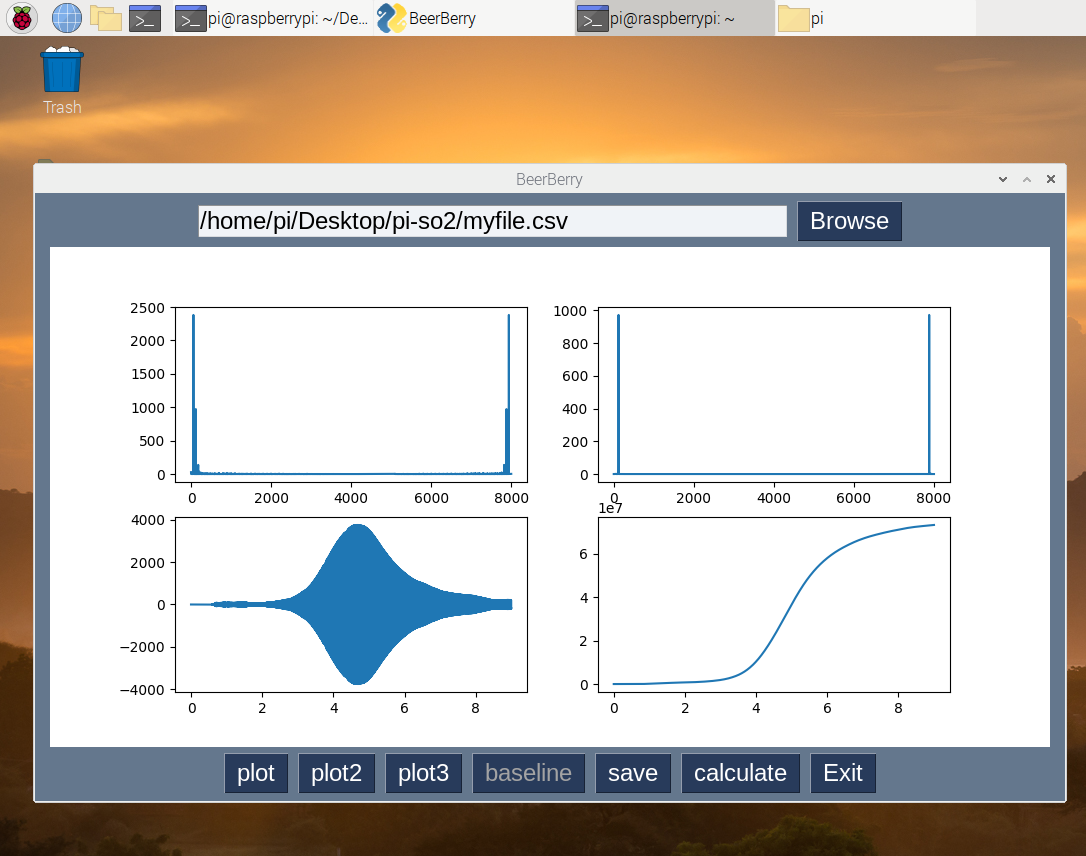 pi@raspberrypi: ~/De... BeerBerry pi@raspberrypi: ~ pi
Trash
BeerBerry
/home/pi/Desktop/pi-so2/myfile.csv Browse
2500
2000
1500
1000
500
0
0 2000 4000 6000 8000
1000
800
600
400
200
0
0 2000 4000 6000 8000
4000
2000
0
−2000
−4000
0 2 4 6 8
1e7
6
4
2
0
0 2 4 6 8
plot plot2 plot3 baseline save calculate Exit